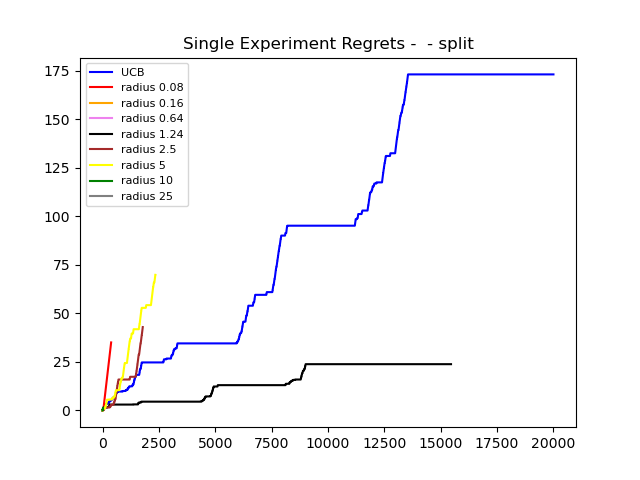 Single Experiment Regrets -  - split
175
150
125
100
75
50
25
0
UCB
radius 0.08
radius 0.16
radius 0.64
radius 1.24
radius 2.5
radius 5
radius 10
radius 25
0 2500 5000 7500 10000 12500 15000 17500 20000